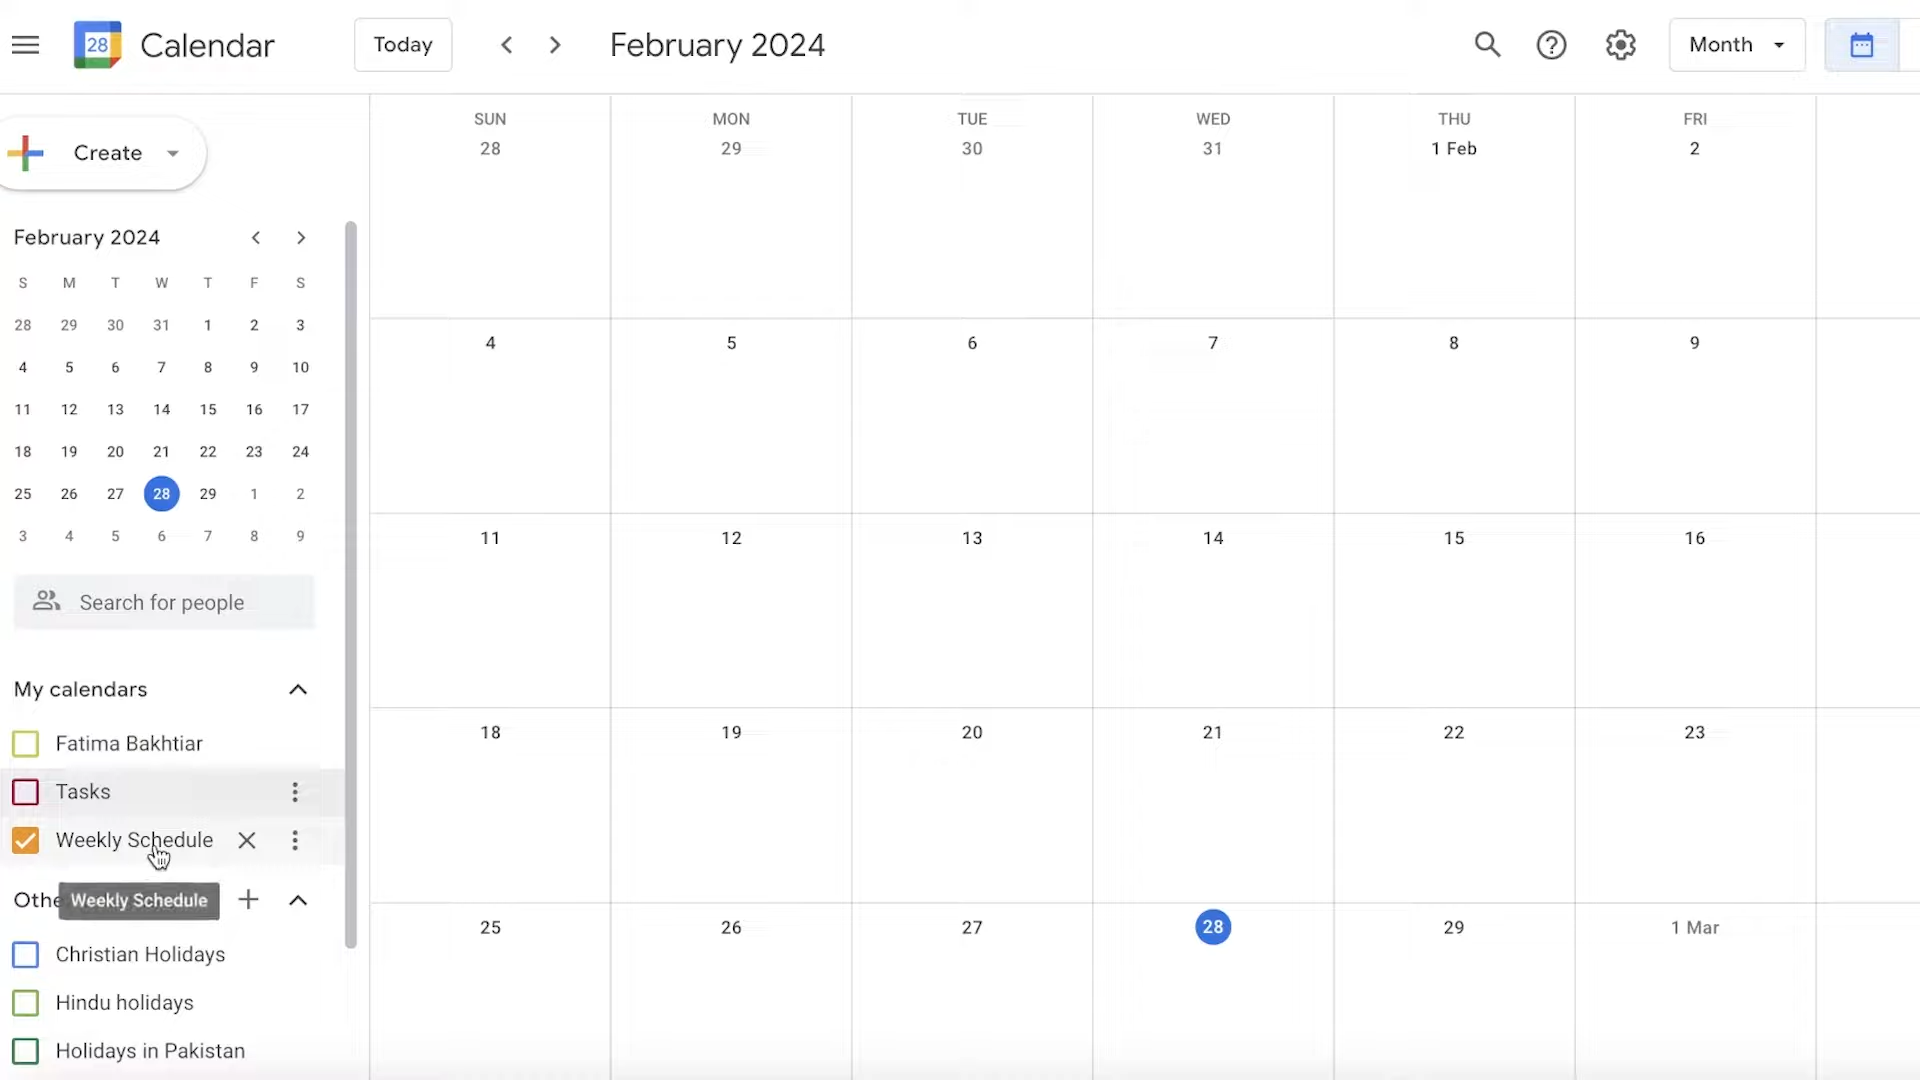 28 Calendar Today February 2024 Month
Create
February 2024
S M T W T F S
28 29 30 31 1 2 3
4 5 6 7 8 9 10
11 12 13 14 15 16 17
18 19 20 21 22 23 24
25 26 27 28 29 1 2
3 4 5 6 7 8 9
Search for people
My calendars
Fatima Bakhtiar
Tasks
Weekly Schedule
Othe
Weekly Schedule
Christian Holidays
Hindu holidays
Holidays in Pakistan
SUN MON TUE WED THU FRI
28 29 30 31 1 Feb 2
4 5 6 7 8 9
11 12 13 14 15 16
18 19 20 21 22 23
25 26 27 28 29 1 Mar